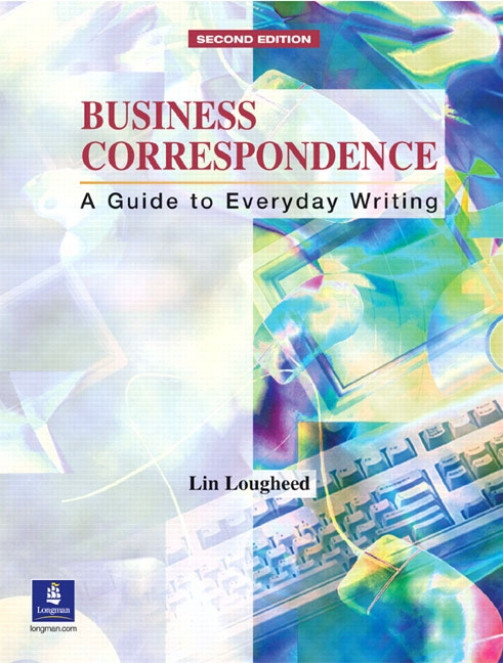 SECOND EDITION
BUSINESS
CORRESPONDENCE
A Guide to Everyday Writing
Lin Lougheed
Longman
longman.com